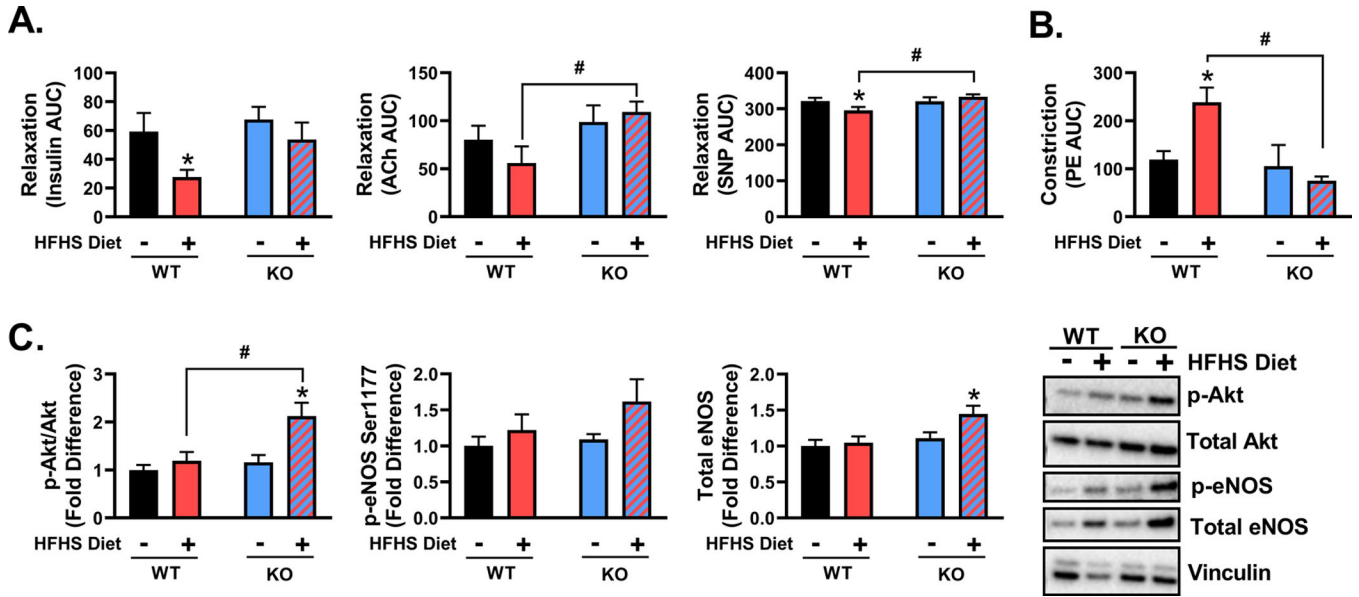 A.
Relaxation
(Insulin AUC)
100
80
60
40
20
0
*
HFHS Diet - + - +
WT KO
Relaxation
(ACh AUC)
150
100
50
0
#
HFHS Diet - + - +
WT KO
Relaxation
(SNP AUC)
400
300
200
100
0
*
#
HFHS Diet - + - +
WT KO
B.
Constriction
(PE AUC)
300
200
100
0
*
#
HFHS Diet - + - +
WT KO
C.
p-Akt/Akt
(Fold Difference)
3
2
1
0
#
*
HFHS Diet - + - +
WT KO
p-eNOS Ser1177
(Fold Difference)
2.0
1.5
1.0
0.5
0.0
HFHS Diet - + - +
WT KO
Total eNOS
(Fold Difference)
2.0
1.5
1.0
0.5
0.0
*
HFHS Diet - + - +
WT KO
WT KO
- + - + HFHS Diet
p-Akt
Total Akt
p-eNOS
Total eNOS
Vinculin